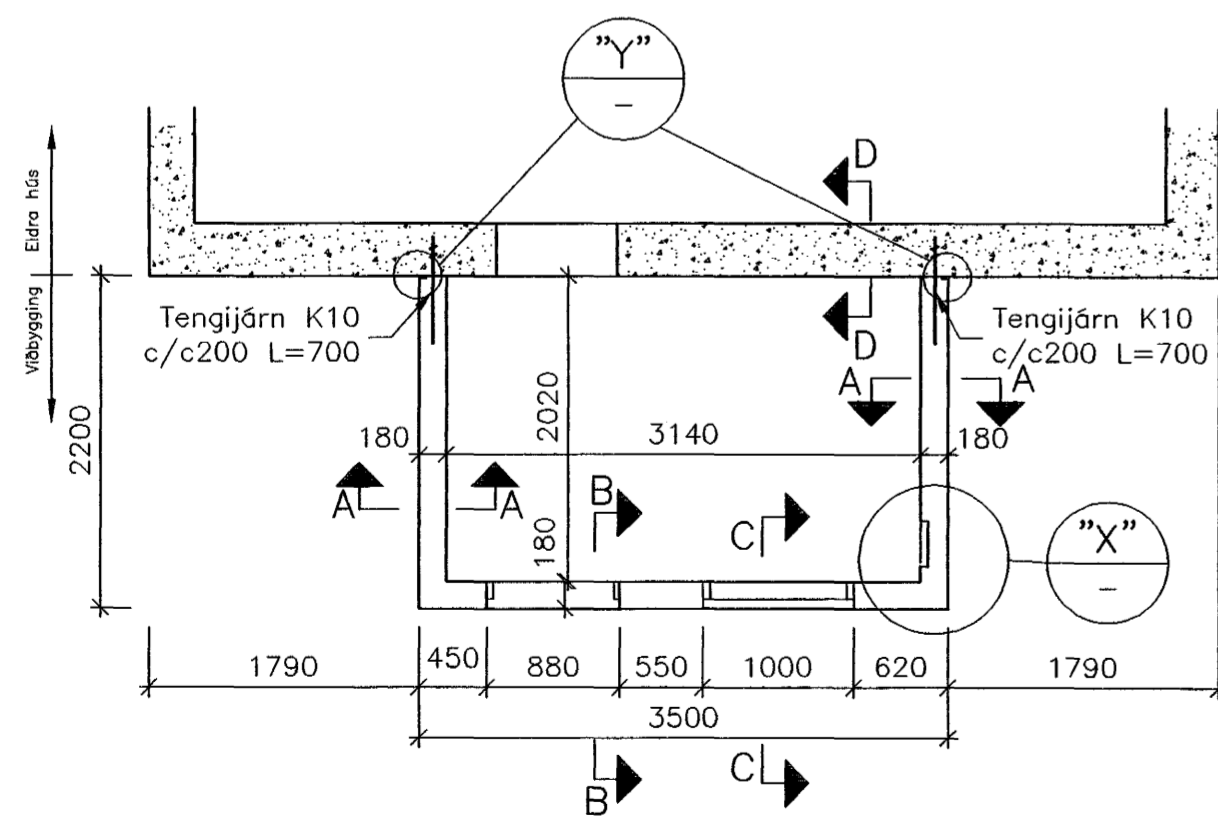 "Y"
–
D
Eldra hús
Viðbygging
Tengijárn K10
c/c200 L=700
Tengijárn K10
c/c200 L=700
D
A
A
2200
2020
180
3140
180
A
A
B
C
180
"X"
–
1790
450
880
550
1000
620
1790
3500
B
C